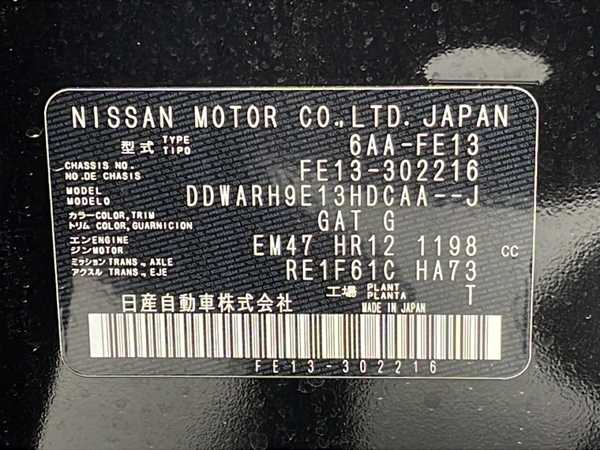 NISSAN MOTOR CO.,LTD. JAPAN
型式 TYPE TIPO 6AA-FE13
CHASSIS NO. NO.DE CHASIS FE13-302216
MODEL MODELO DDWARH9E13HDCAA--J
カラー COLOR,TRIM トリム COLOR,GUARNICION GAT G
エンジン ENGINE MOTOR EM47 HR12 1198 CC
ミッション TRANS.,AXLE アクスル TRANS.,EJE RE1F61C HA73
工場 PLANT PLANTA T
日産自動車株式会社 MADE IN JAPAN
FE13-302216